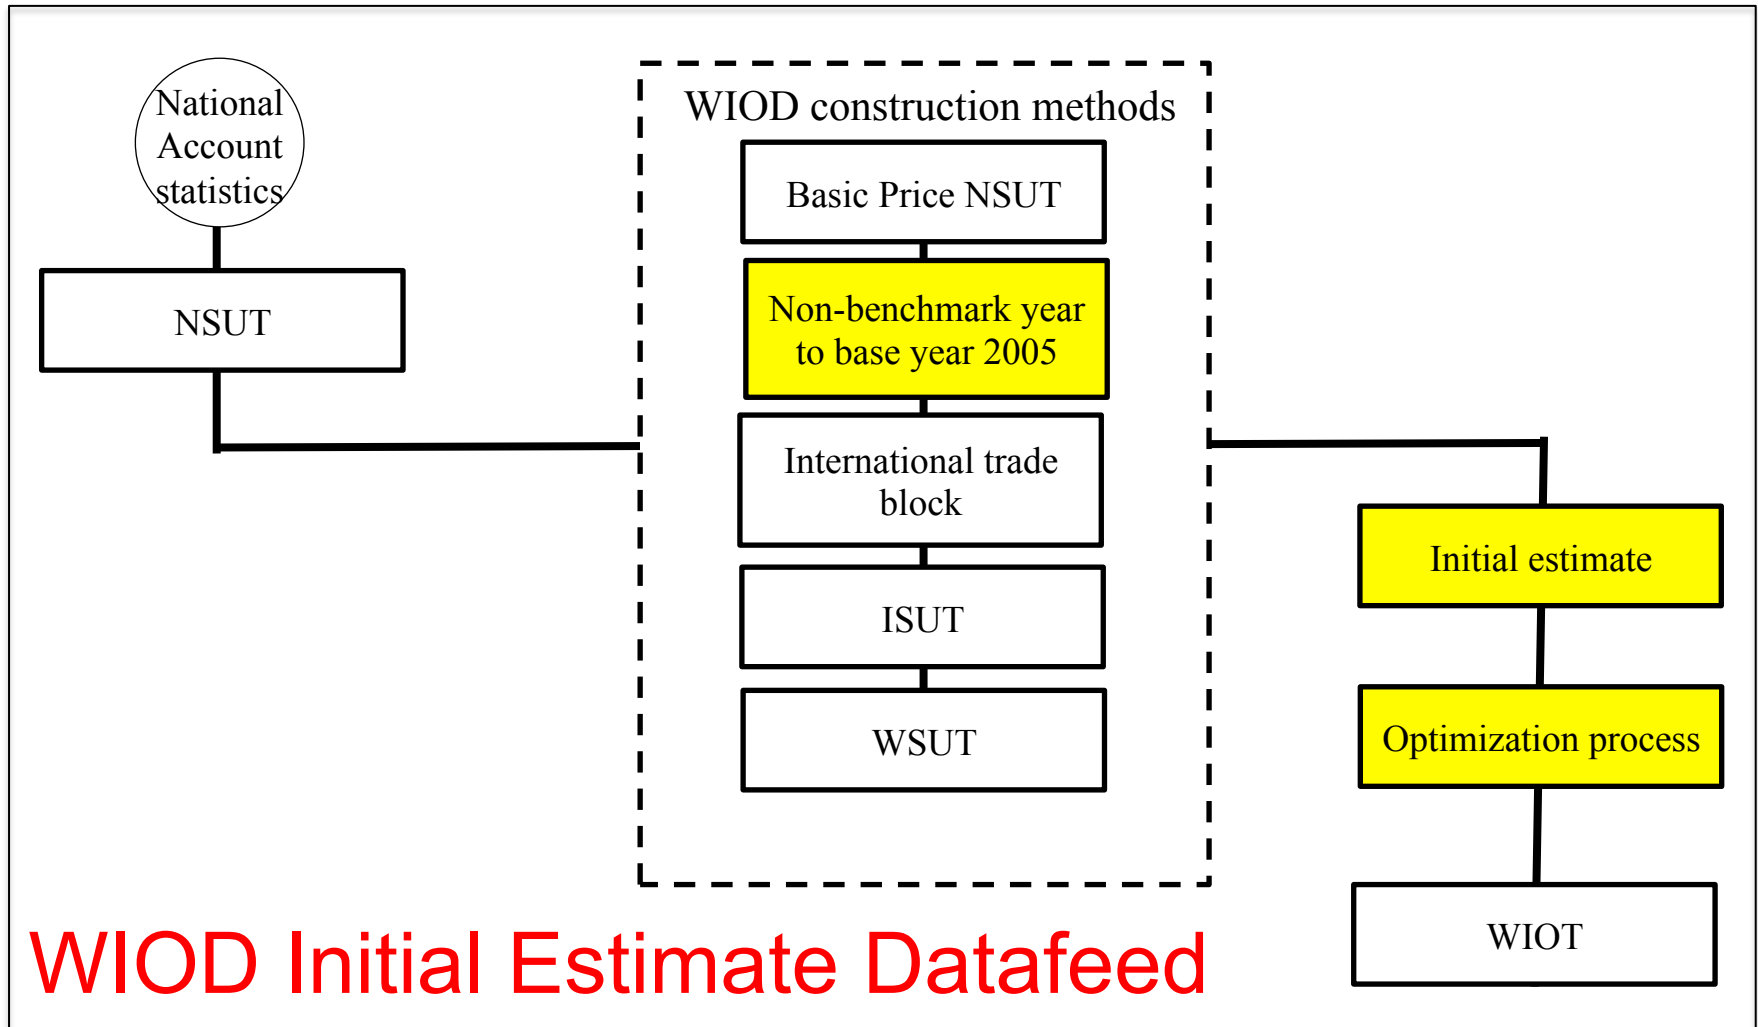 National
Account
statistics
NSUT
WIOD construction methods
Basic Price NSUT
Non-benchmark year
to base year 2005
International trade
block
ISUT
WSUT
Initial estimate
Optimization process
WIOT
WIOD Initial Estimate Datafeed